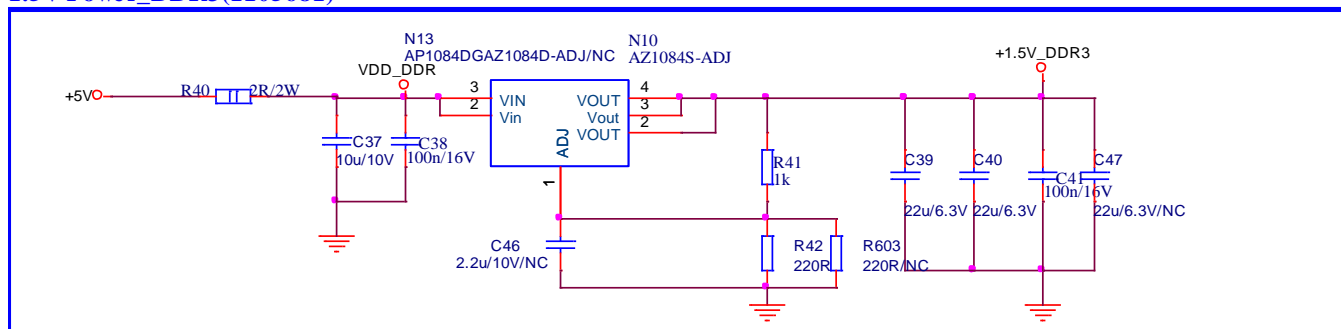 N13
AP1084DGAZ1084D-ADJ/NC
N10
AZ1084S-ADJ
VDD_DDR
+1.5V_DDR3
+5V
R40
2R/2W
3
VIN
VOUT
4
2
Vin
Vout
3
VOUT
2
ADJ
1
C37
10u/10V
C38
100n/16V
R41
1k
C39
22u/6.3V
C40
22u/6.3V
C41
100n/16V
C47
22u/6.3V/NC
C46
2.2u/10V/NC
R42
220R
R603
220R/NC